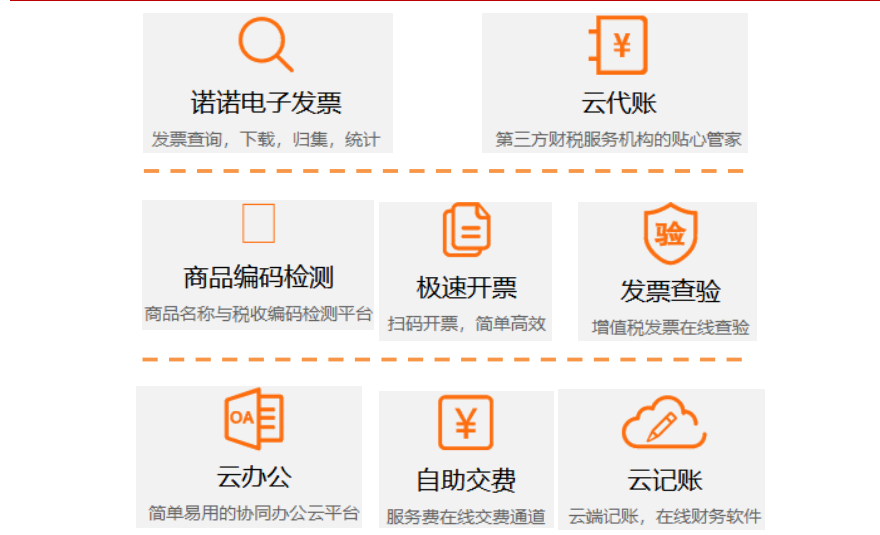 ¥
诺诺电子发票
云代账
发票查询，下载，归集，统计
第三方财税服务机构的贴心管家
验
商品编码检测
极速开票
发票查验
商品名称与税收编码检测平台
扫码开票，简单高效
增值税发票在线查验
OA
¥
云办公
自助交费
云记账
简单易用的协同办公云平台
服务费在线交费通道
云端记账，在线财务软件